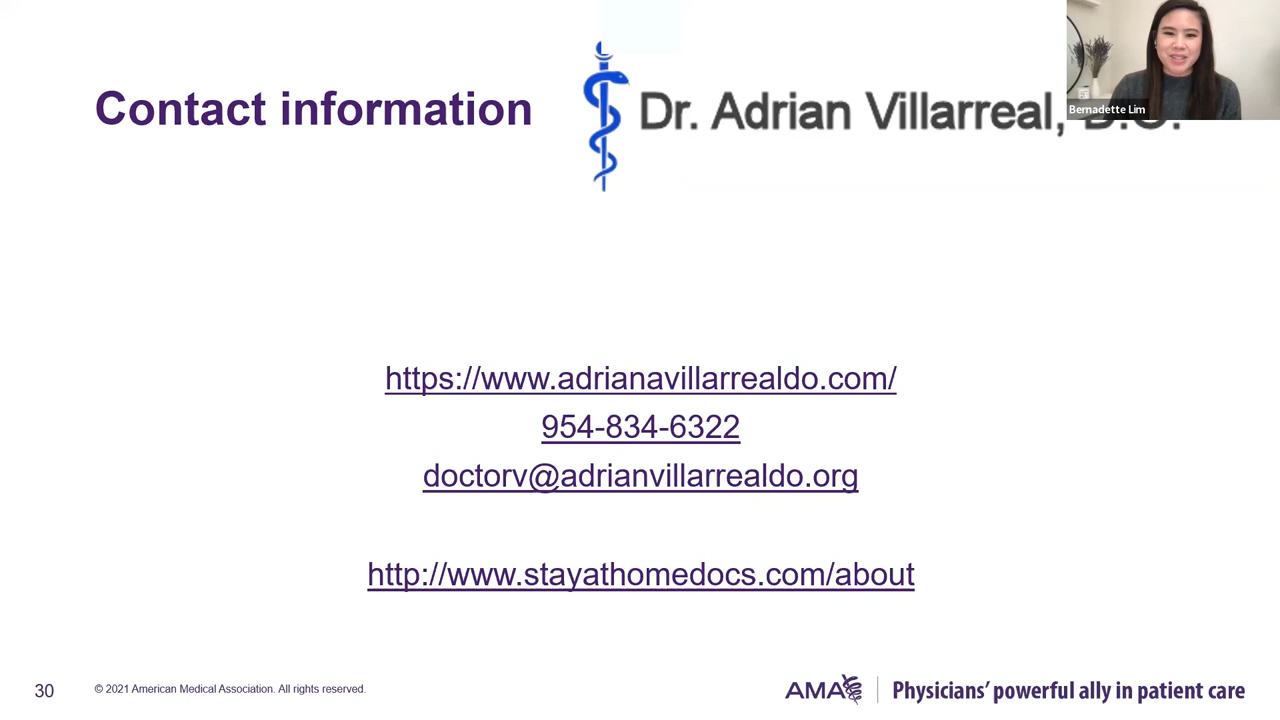 Contact information
Dr. Adrian Villarreal,
Bernadette Lim
https://www.adrianavillarrealdo.com/
954-834-6322
doctorv@adrianvillarrealdo.org
http://www.stayathomedocs.com/about
30
© 2021 American Medical Association. All rights reserved.
AMA
Physicians’ powerful ally in patient care